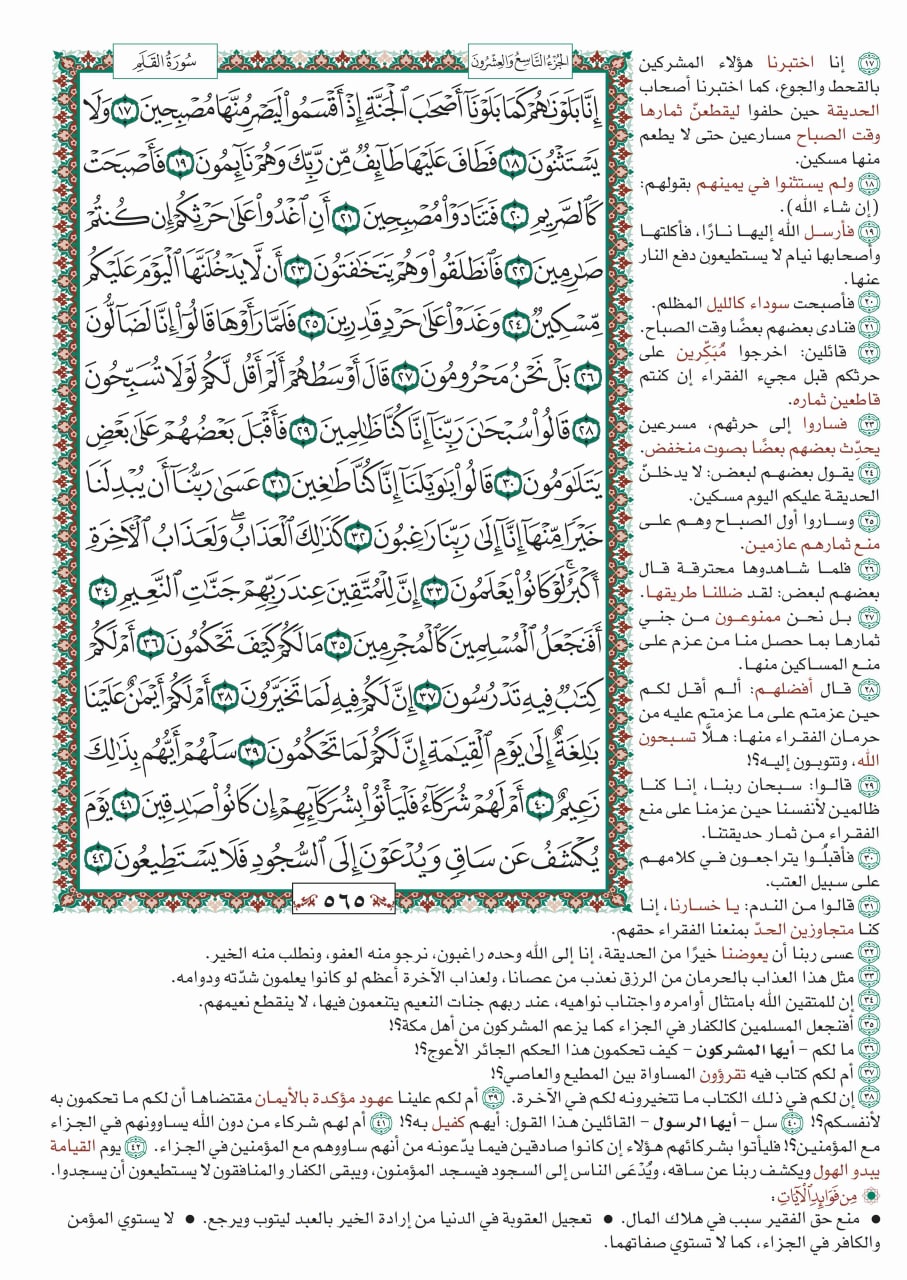 سُورَةُ القَلَمِ
الجُزْءُ التَّاسِعُ وَالعِشْرُونَ
إِنَّا بَلَوْنَٰهُمْ كَمَا بَلَوْنَآ أَصْحَٰبَ ٱلْجَنَّةِ إِذْ أَقْسَمُوا۟ لَيَصْرِمُنَّهَا مُصْبِحِينَ ١٧ وَلَا
يَسْتَثْنُونَ ١٨ فَطَافَ عَلَيْهَا طَآئِفٌ مِّن رَّبِّكَ وَهُمْ نَآئِمُونَ ١٩ فَأَصْبَحَتْ
كَٱلصَّرِيمِ ٢٠ فَتَنَادَوْا۟ مُصْبِحِينَ ٢١ أَنِ ٱغْدُوا۟ عَلَىٰ حَرْثِكُمْ إِن كُنتُمْ
صَٰرِمِينَ ٢٢ فَٱنطَلَقُوا۟ وَهُمْ يَتَخَٰفَتُونَ ٢٣ أَن لَّا يَدْخُلَنَّهَا ٱلْيَوْمَ عَلَيْكُم
مِّسْكِينٌ ٢٤ وَغَدَوْا۟ عَلَىٰ حَرْدٍ قَٰدِرِينَ ٢٥ فَلَمَّا رَأَوْهَا قَالُوٓا۟ إِنَّا لَضَآلُّونَ
٢٦ بَلْ نَحْنُ مَحْرُومُونَ ٢٧ قَالَ أَوْسَطُهُمْ أَلَمْ أَقُل لَّكُمْ لَوْلَا تُسَبِّحُونَ
٢٨ قَالُوا۟ سُبْحَٰنَ رَبِّنَآ إِنَّا كُنَّا ظَٰلِمِينَ ٢٩ فَأَقْبَلَ بَعْضُهُمْ عَلَىٰ بَعْضٍ
يَتَلَٰوَمُونَ ٣٠ قَالُوا۟ يَٰوَيْلَنَآ إِنَّا كُنَّا طَٰغِينَ ٣١ عَسَىٰ رَبُّنَآ أَن يُبْدِلَنَا
خَيْرًا مِّنْهَآ إِنَّآ إِلَىٰ رَبِّنَا رَٰغِبُونَ ٣٢ كَذَٰلِكَ ٱلْعَذَابُ ۖ وَلَعَذَابُ ٱلْءَاخِرَةِ
أَكْبَرُ ۚ لَوْ كَانُوا۟ يَعْلَمُونَ ٣٣ إِنَّ لِلْمُتَّقِينَ عِندَ رَبِّهِمْ جَنَّٰتِ ٱلنَّعِيمِ ٣٤
أَفَنَجْعَلُ ٱلْمُسْلِمِينَ كَٱلْمُجْرِمِينَ ٣٥ مَا لَكُمْ كَيْفَ تَحْكُمُونَ ٣٦ أَمْ لَكُمْ
كِتَٰبٌ فِيهِ تَدْرُسُونَ ٣٧ إِنَّ لَكُمْ فِيهِ لَمَا تَخَيَّرُونَ ٣٨ أَمْ لَكُمْ أَيْمَٰنٌ عَلَيْنَا
بَٰلِغَةٌ إِلَىٰ يَوْمِ ٱلْقِيَٰمَةِ إِنَّ لَكُمْ لَمَا تَحْكُمُونَ ٣٩ سَلْهُمْ أَيُّهُم بِذَٰلِكَ
زَعِيمٌ ٤٠ أَمْ لَهُمْ شُرَكَآءُ فَلْيَأْتُوا۟ بِشُرَكَآئِهِمْ إِن كَانُوا۟ صَٰدِقِينَ ٤١ يَوْمَ
يُكْشَفُ عَن سَاقٍ وَيُدْعَوْنَ إِلَى ٱلسُّجُودِ فَلَا يَسْتَطِيعُونَ ٤٢
٥٦٥
١٧ إنا اختبرنا هؤلاء المشركين
بالقحط والجوع، كما اختبرنا أصحاب
الحديقة حين حلفوا ليقطعنّ ثمارها
وقت الصباح مسارعين حتى لا يطعم
منها مسكين.
١٨ ولم يستثنوا في يمينهم بقولهم:
(إن شاء الله).
١٩ فأرسل الله إليها نارًا، فأكلتها
وأصحابها نيام لا يستطيعون دفع النار
عنها.
٢٠ فأصبحت سوداء كالليل المظلم.
٢١ فنادى بعضهم بعضًا وقت الصباح.
٢٢ قائلين: اخرجوا مُبَكِّرين على
حرثكم قبل مجيء الفقراء إن كنتم
قاطعين ثماره.
٢٣ فساروا إلى حرثهم، مسرعين
يحدّث بعضهم بعضًا بصوت منخفض.
٢٤ يقول بعضهم لبعض: لا يدخلنّ
الحديقة عليكم اليوم مسكين.
٢٥ وساروا أول الصباح وهم على
منع ثمارهم عازمين.
٢٦ فلما شاهدوها محترقة قال
بعضهم لبعض: لقد ضللنا طريقها.
٢٧ بل نحن ممنوعون من جني
ثمارها بما حصل منا من عزم على
منع المساكين منها.
٢٨ قال أفضلهم: ألم أقل لكم
حين عزمتم على ما عزمتم عليه من
حرمان الفقراء منها: هلَّا تسبحون
الله، وتتوبون إليه؟!
٢٩ قالوا: سبحان ربنا، إنا كنا
ظالمين لأنفسنا حين عزمنا على منع
الفقراء من ثمار حديقتنا.
٣٠ فأقبلُوا يتراجعون في كلامهم
على سبيل العتب.
٣١ قالوا من الندم: يا خسارنا، إنا
كنا متجاوزين الحدّ بمنعنا الفقراء حقهم.
٣٢ عسى ربنا أن يعوضنا خيرًا من الحديقة، إنا إلى الله وحده راغبون، نرجو منه العفو، ونطلب منه الخير.
٣٣ مثل هذا العذاب بالحرمان من الرزق نعذب من عصانا، ولعذاب الآخرة أعظم لو كانوا يعلمون شدّته ودوامه.
٣٤ إن للمتقين الله بامتثال أوامره واجتناب نواهيه، عند ربهم جنات النعيم يتنعمون فيها، لا ينقطع نعيمهم.
٣٥ أفنجعل المسلمين كالكفار في الجزاء كما يزعم المشركون من أهل مكة؟!
٣٦ ما لكم – أيها المشركون – كيف تحكمون هذا الحكم الجائر الأعوج؟!
٣٧ أم لكم كتاب فيه تقرؤون المساواة بين المطيع والعاصي؟!
٣٨ إن لكم في ذلك الكتاب ما تتخيرونه لكم في الآخرة. ٣٩ أم لكم علينا عهود مؤكدة بالأيمان مقتضاها أن لكم ما تحكمون به
لأنفسكم؟! ٤٠ سل – أيها الرسول – القائلين هذا القول: أيهم كفيل به؟! ٤١ أم لهم شركاء من دون الله يساوونهم في الجزاء
مع المؤمنين؟! فليأتوا بشركائهم هؤلاء إن كانوا صادقين فيما يدّعونه من أنهم ساووهم مع المؤمنين في الجزاء. ٤٢ يوم القيامة
يبدو الهول ويكشف ربنا عن ساقه، ويُدْعَى الناس إلى السجود فيسجد المؤمنون، ويبقى الكفار والمنافقون لا يستطيعون أن يسجدوا.
مِن فَوَائِدِ الآيَاتِ:
• منع حق الفقير سبب في هلاك المال. • تعجيل العقوبة في الدنيا من إرادة الخير بالعبد ليتوب ويرجع. • لا يستوي المؤمن
والكافر في الجزاء، كما لا تستوي صفاتهما.